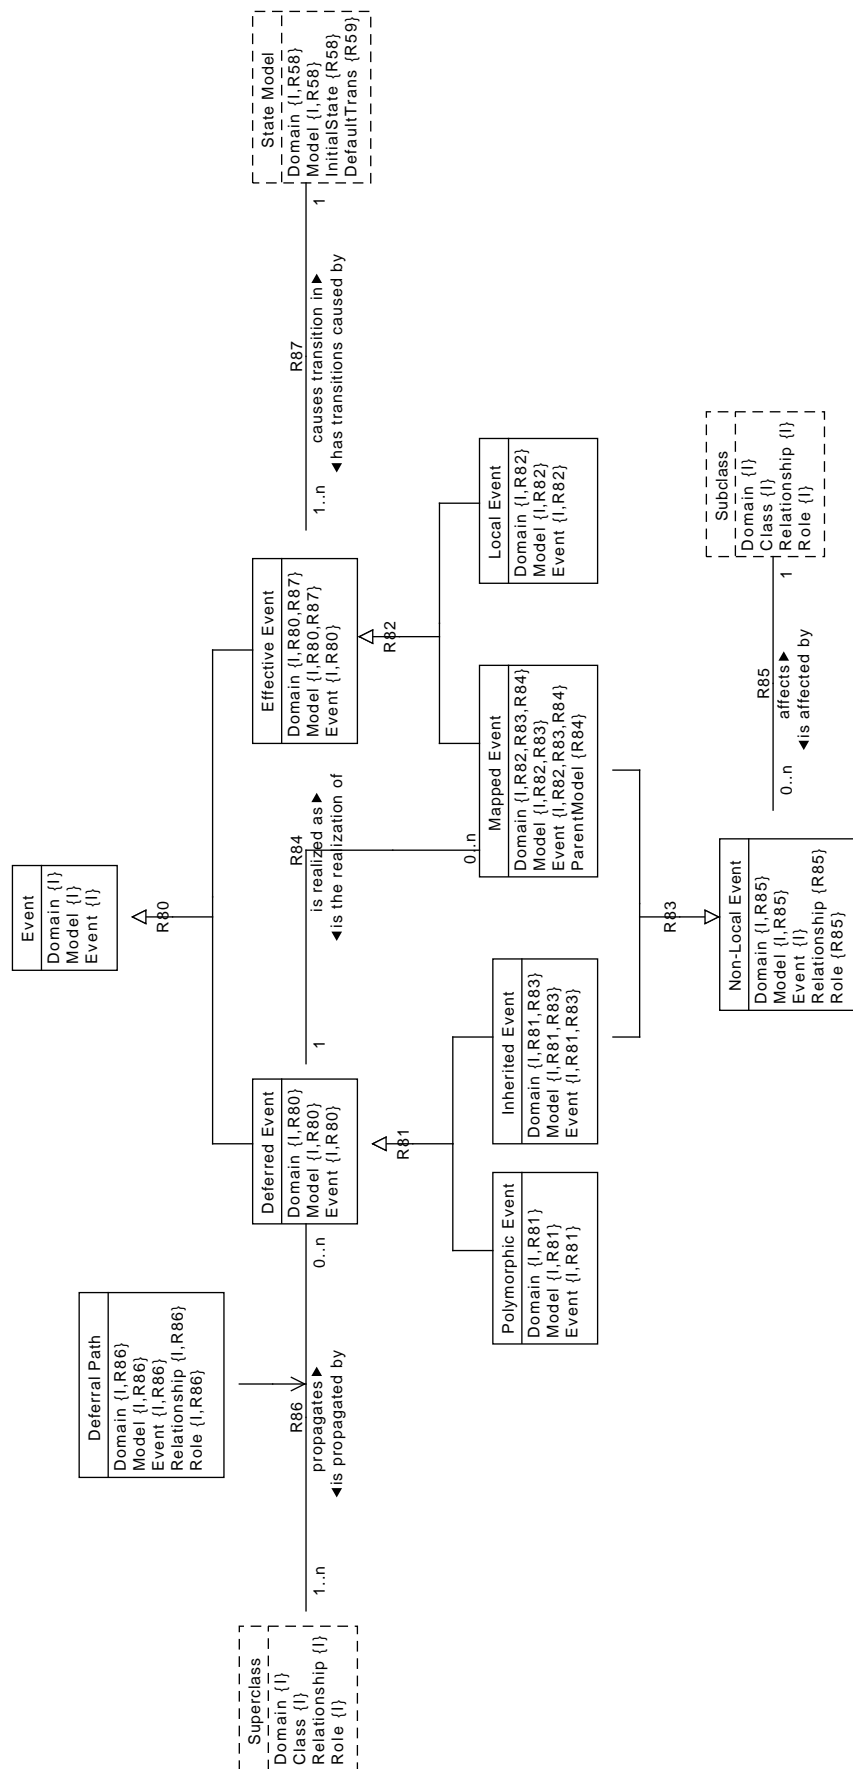 Event
Domain {I}
Model {I}
Event {I}
R80
Deferral Path
Domain {I,R86}
Model {I,R86}
Event {I,R86}
Relationship {I,R86}
Role {I,R86}
Superclass
Domain {I}
Class {I}
Relationship {I}
Role {I}
1..n
R86
propagates ►
◄ is propagated by
0..n
Deferred Event
Domain {I,R80}
Model {I,R80}
Event {I,R80}
1
R84
is realized as ►
◄ is the realization of
0..n
Effective Event
Domain {I,R80,R87}
Model {I,R80,R87}
Event {I,R80}
1..n
R87
causes transition in ►
◄ has transitions caused by
1
State Model
Domain {I,R58}
Model {I,R58}
InitialState {R58}
DefaultTrans {R59}
R81
R82
Polymorphic Event
Domain {I,R81}
Model {I,R81}
Event {I,R81}
Inherited Event
Domain {I,R81,R83}
Model {I,R81,R83}
Event {I,R81,R83}
Mapped Event
Domain {I,R82,R83,R84}
Model {I,R82,R83}
Event {I,R82,R83,R84}
ParentModel {R84}
Local Event
Domain {I,R82}
Model {I,R82}
Event {I,R82}
R83
Non-Local Event
Domain {I,R85}
Model {I,R85}
Event {I}
Relationship {R85}
Role {R85}
0..n
R85
affects ►
◄ is affected by
1
Subclass
Domain {I}
Class {I}
Relationship {I}
Role {I}